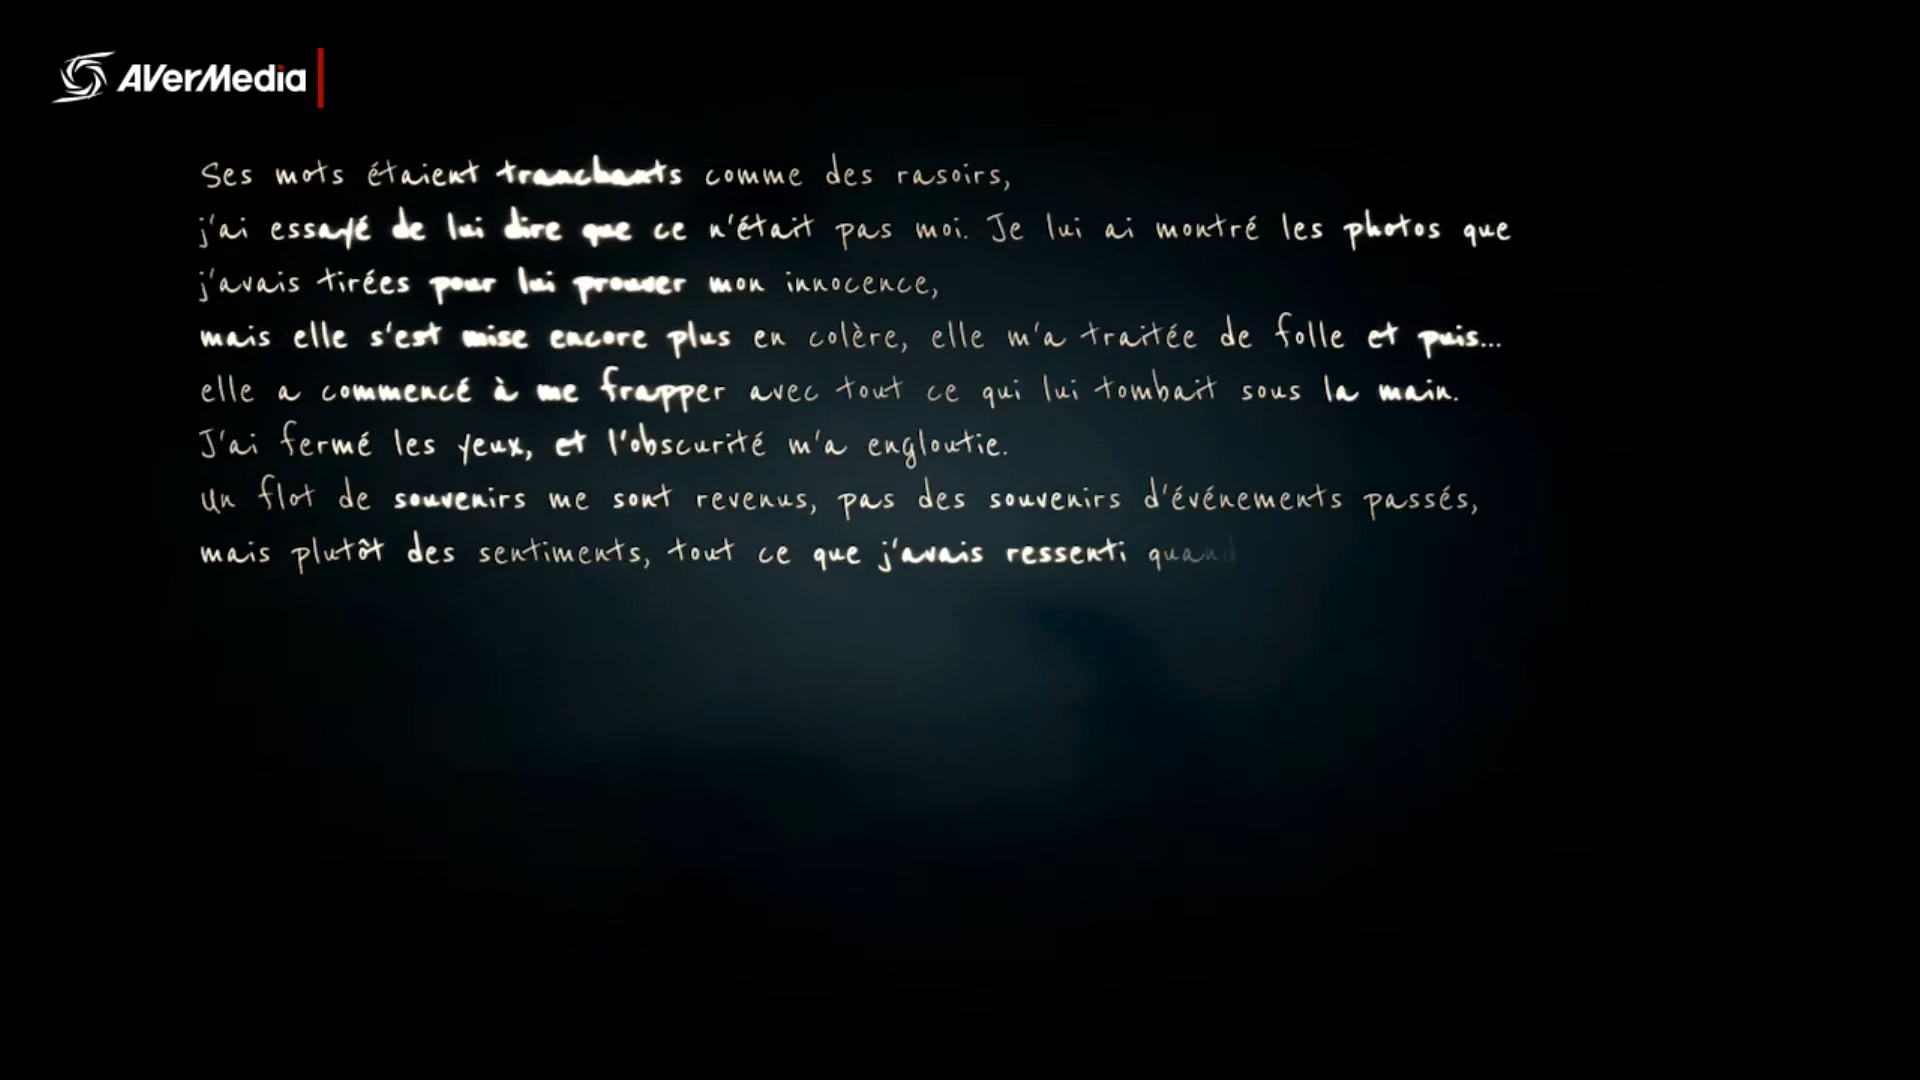 AVerMedia
Ses mots étaient tranchants comme des rasoirs,
j'ai essayé de lui dire que ce n'était pas moi. Je lui ai montré les photos que
j'avais tirées pour lui prouver mon innocence,
mais elle s'est mise encore plus en colère, elle m'a traitée de folle et puis...
elle a commencé à me frapper avec tout ce qui lui tombait sous la main.
J'ai fermé les yeux, et l'obscurité m'a engloutie.
Un flot de souvenirs me sont revenus, pas des souvenirs d'événements passés,
mais plutôt des sentiments, tout ce que j'avais ressenti quand